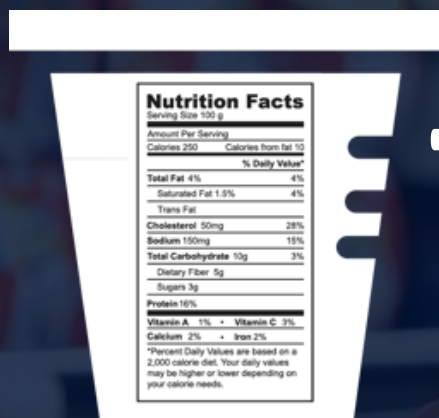 Nutrition Facts
Serving Size 100 g
Amount Per Serving
Calories 250 Calories from fat 10
% Daily Value*
Total Fat 4% 4%
Saturated Fat 1.5% 4%
Trans Fat
Cholesterol 50mg 28%
Sodium 150mg 15%
Total Carbohydrate 10g 3%
Dietary Fiber 5g
Sugars 3g
Protein 16%
Vitamin A 1% • Vitamin C 3%
Calcium 2% • Iron 2%
*Percent Daily Values are based on a
2,000 calorie diet. Your daily values
may be higher or lower depending on
your calorie needs.